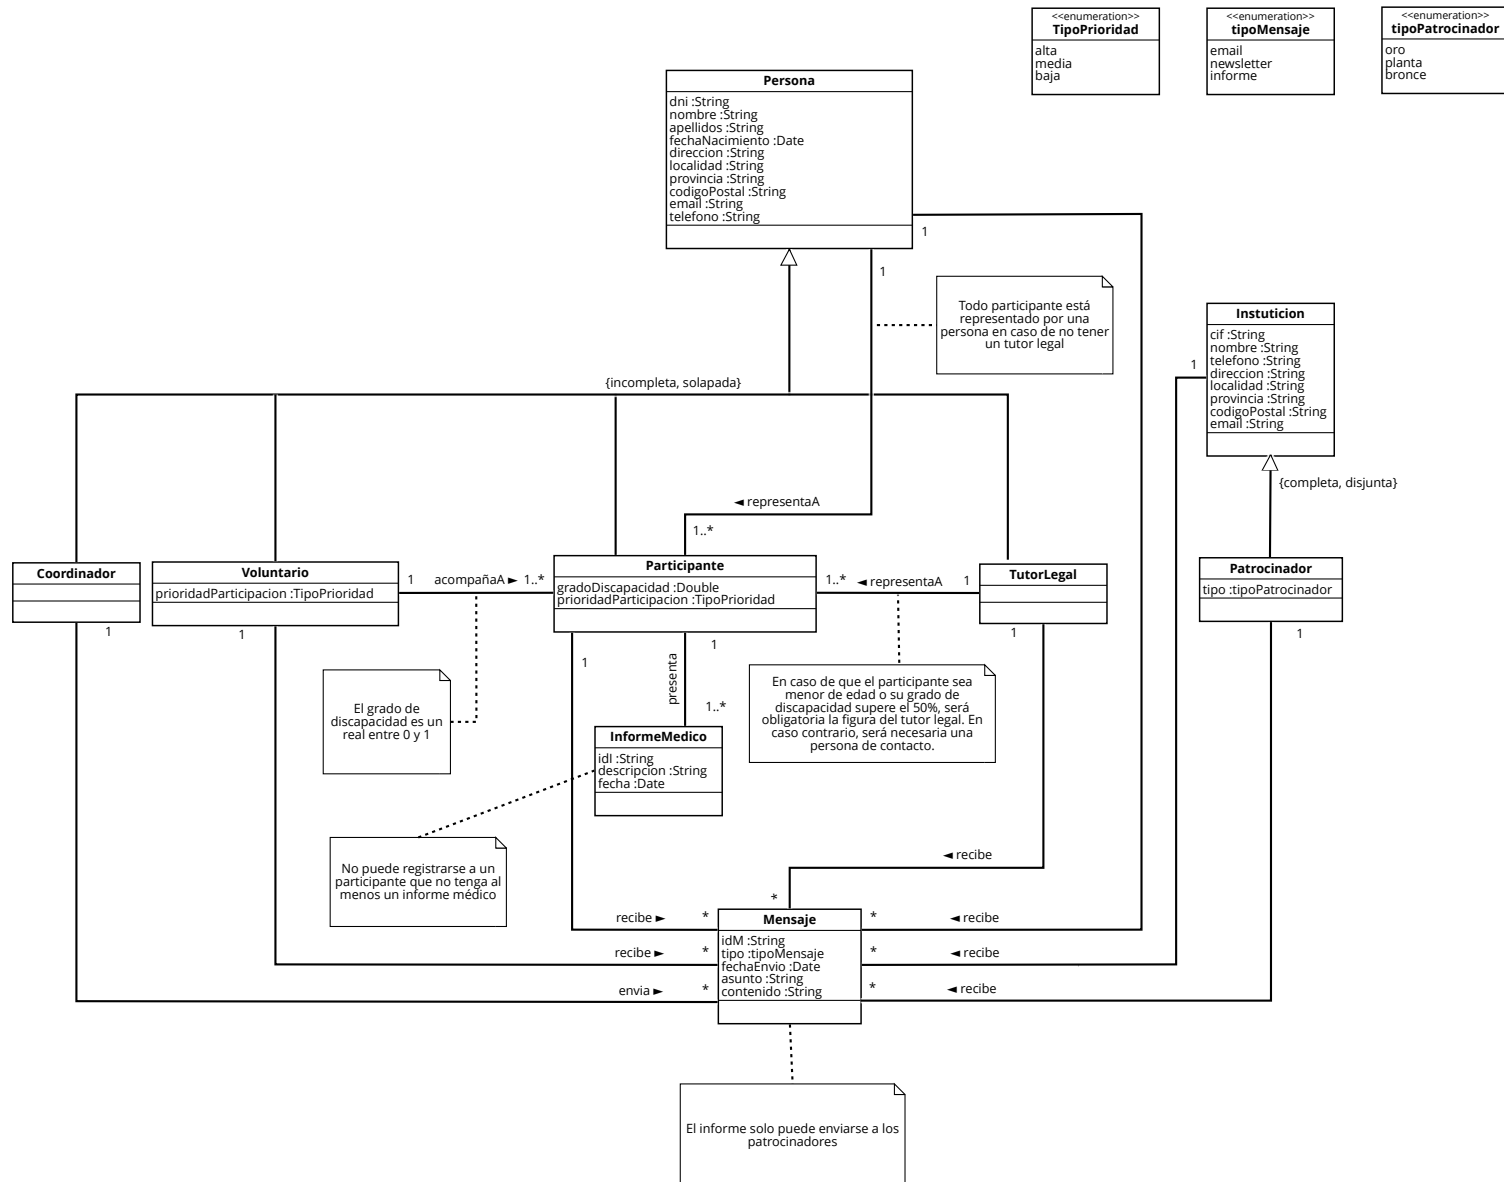 <<enumeration>>
TipoPrioridad
alta
media
baja
<<enumeration>>
tipoMensaje
email
newsletter
informe
<<enumeration>>
tipoPatrocinador
oro
planta
bronce
Persona
dni :String
nombre :String
apellidos :String
fechaNacimiento :Date
direccion :String
localidad :String
provincia :String
codigoPostal :String
email :String
telefono :String
1
1
Todo participante está
representado por una
persona en caso de no tener
un tutor legal
Instuticion
cif :String
nombre :String
telefono :String
direccion :String
localidad :String
provincia :String
codigoPostal :String
email :String
1
{incompleta, solapada}
{completa, disjunta}
◄ representaA
1..*
Coordinador
1
Voluntario
prioridadParticipacion :TipoPrioridad
1
1
acompañaA ►
1..*
Participante
gradoDiscapacidad :Double
prioridadParticipacion :TipoPrioridad
1..*
◄ representaA
1
TutorLegal
1
Patrocinador
tipo :tipoPatrocinador
1
1
1
presenta
1..*
El grado de
discapacidad es un
real entre 0 y 1
En caso de que el participante sea
menor de edad o su grado de
discapacidad supere el 50%, será
obligatoria la figura del tutor legal. En
caso contrario, será necesaria una
persona de contacto.
InformeMedico
idI :String
descripcion :String
fecha :Date
No puede registrarse a un
participante que no tenga al
menos un informe médico
◄ recibe
*
recibe ►
*
recibe ►
*
envia ►
*
Mensaje
idM :String
tipo :tipoMensaje
fechaEnvio :Date
asunto :String
contenido :String
*
◄ recibe
*
◄ recibe
*
◄ recibe
El informe solo puede enviarse a los
patrocinadores